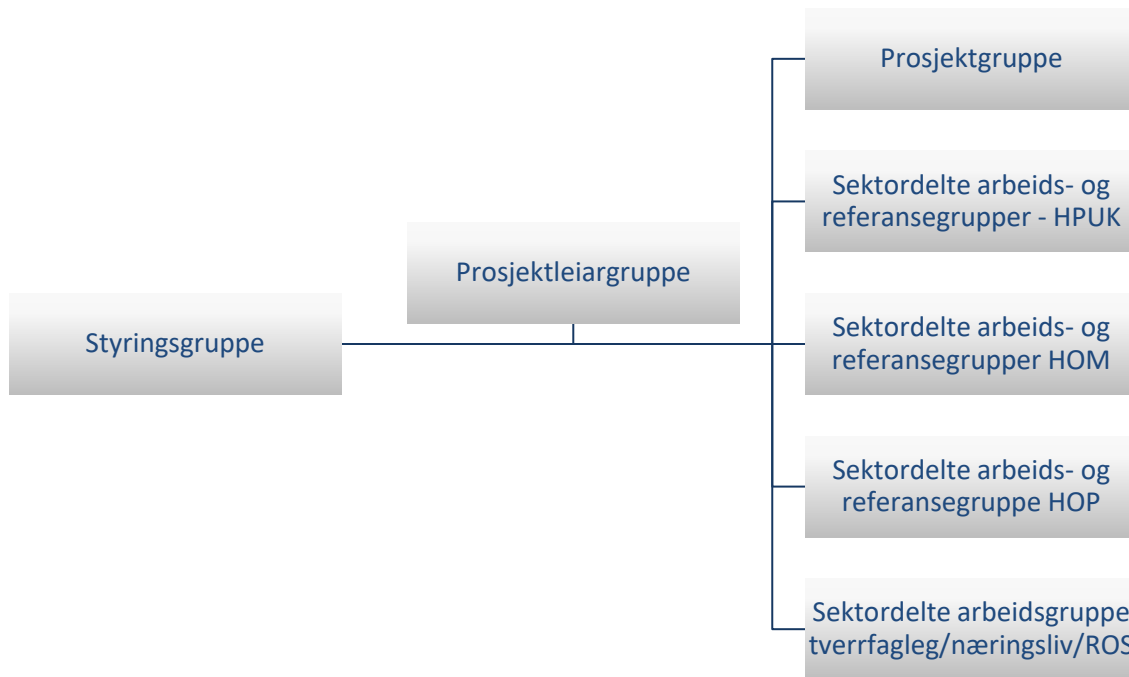 Styringsgruppe
Prosjektleiargruppe
Prosjektgruppe
Sektordelte arbeids- og
referansegrupper - HPUK
Sektordelte arbeids- og
referansegrupper HOM
Sektordelte arbeids- og
referansegruppe HOP
Sektordelte arbeidsgruppe
tverrfagleg/næringsliv/ROS